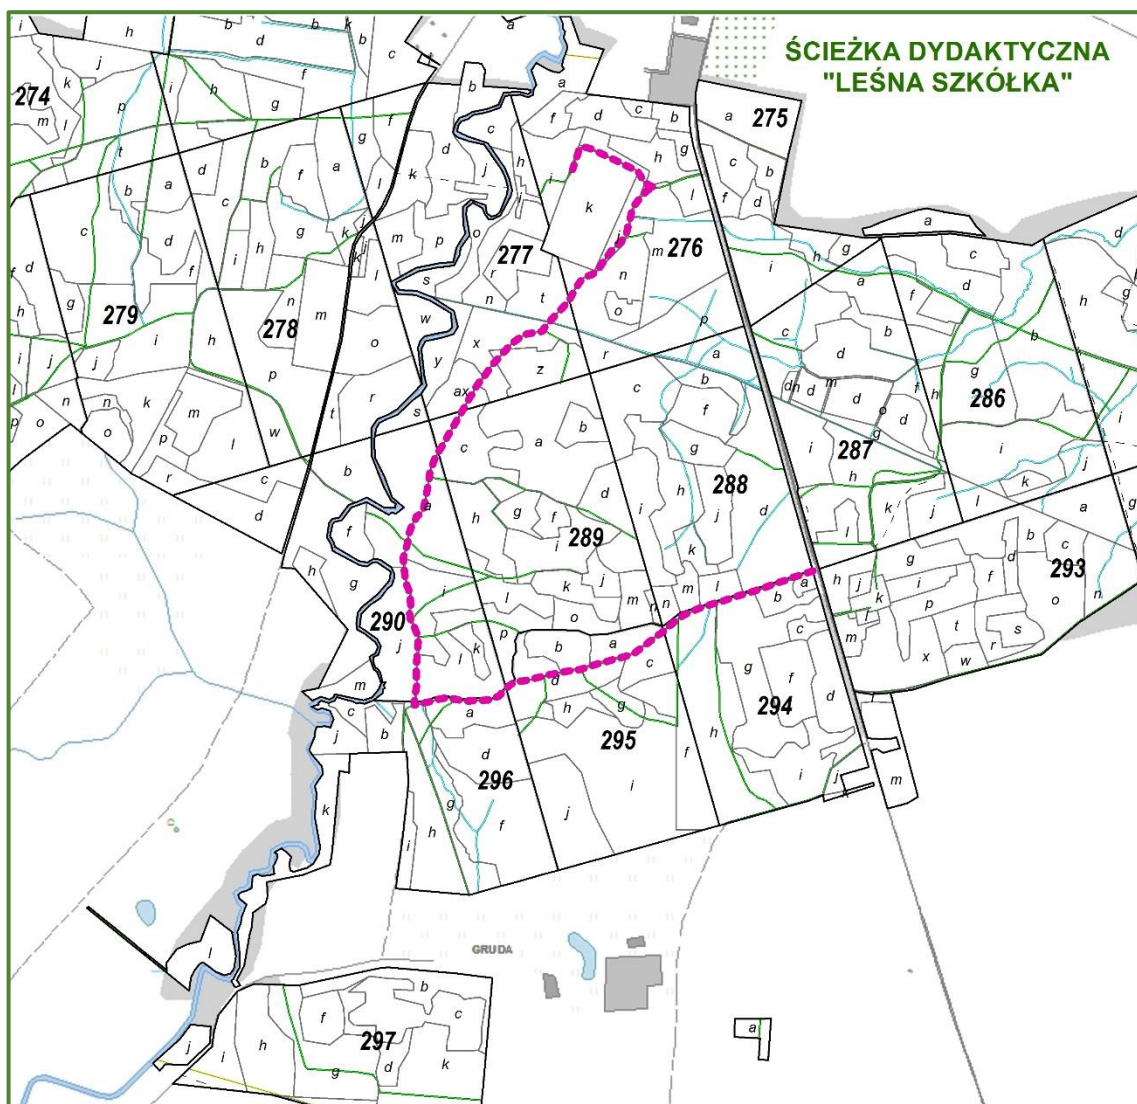 ŚCIEŻKA DYDAKTYCZNA
"LEŚNA SZKÓŁKA"
i h b b k a
d c
j f
274 k p i h g b a
m l f c f d c b a 275
t g d j h h g c b
b a d b f a l k i l f d
c d g k m p o k a
d f i h j l 277 j m 276 g c
h g 279 n m s r n o h i a d d
i j i h 278 w t p b h
l j o x r c a b g
n n k m p y z c b d f h 286
p o o p l t r s ax f d n d m d o d
r w a b g i g i
c b c d 288 287 j
d a h g f i h j d h k j l k a g
f i 289 l
h g i k j k g h b c
290 l m n n m l b a h j i f d 293
j o k p o n
l k p b a c l t s
m d c m x w r
c a h g g f d
j b d 295 h 294
296 f m
g f j i i j
k h
i
GRUDA
l
b
f c
j i h 297 a
g d k